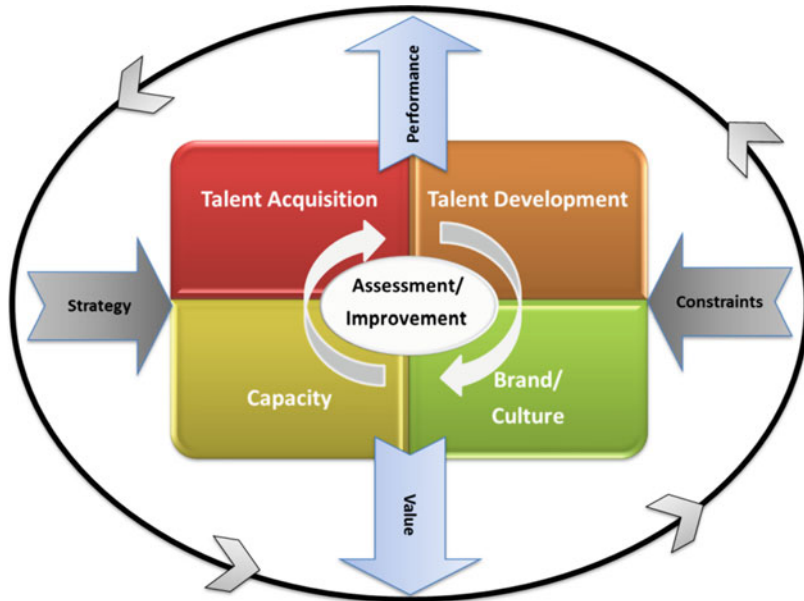 Performance
Talent Acquisition
Talent Development
Strategy
Assessment/
Improvement
Constraints
Capacity
Brand/
Culture
Value